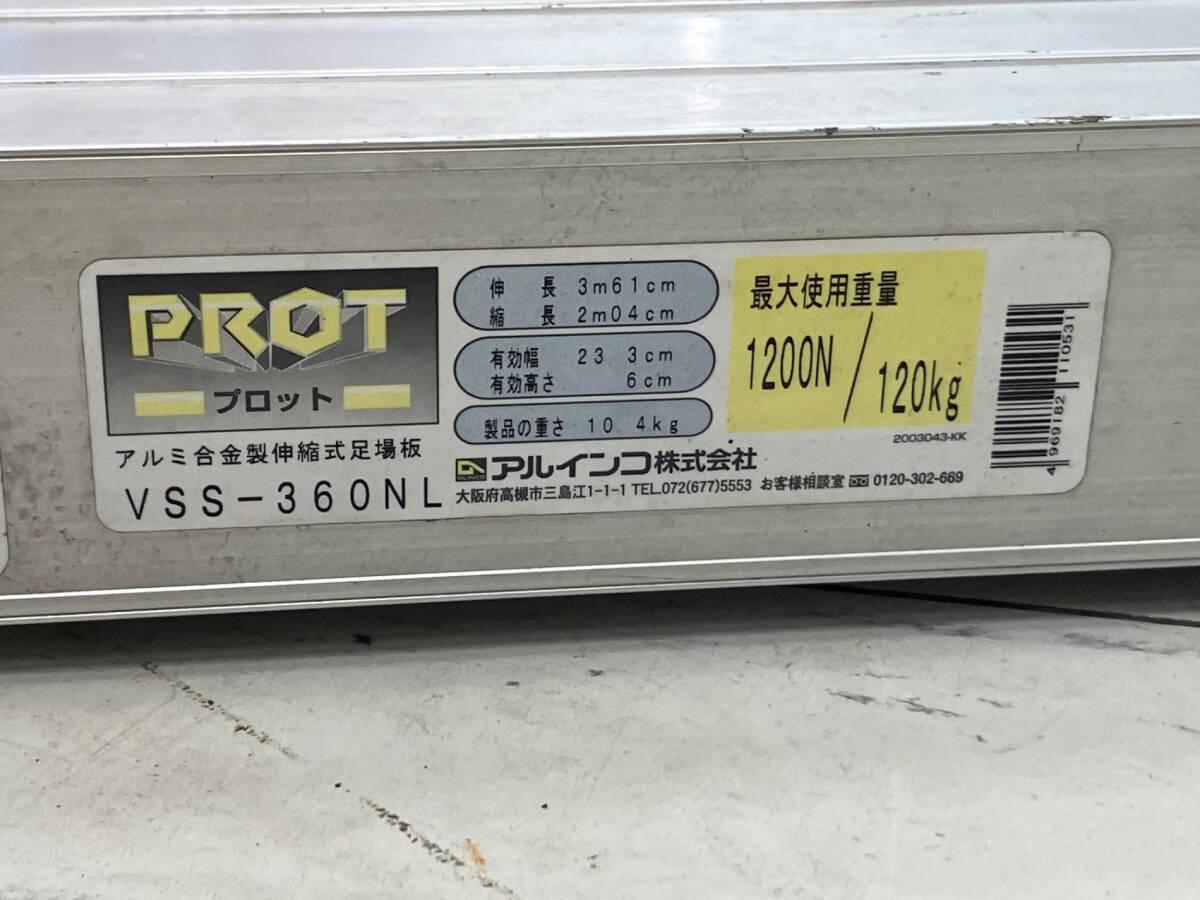 PROT
プロット
アルミ合金製伸縮式足場板
VSS-360NL
伸 長 3m61cm
縮 長 2m04cm
有効幅 23 3cm
有効高さ 6cm
製品の重さ 10 4kg
最大使用重量
1200N/120kg
2003043-KK
ALINCO アルインコ株式会社
大阪府高槻市三島江1-1-1 TEL.072(677)5553 お客様相談室 0120-302-669
4 969182 110531